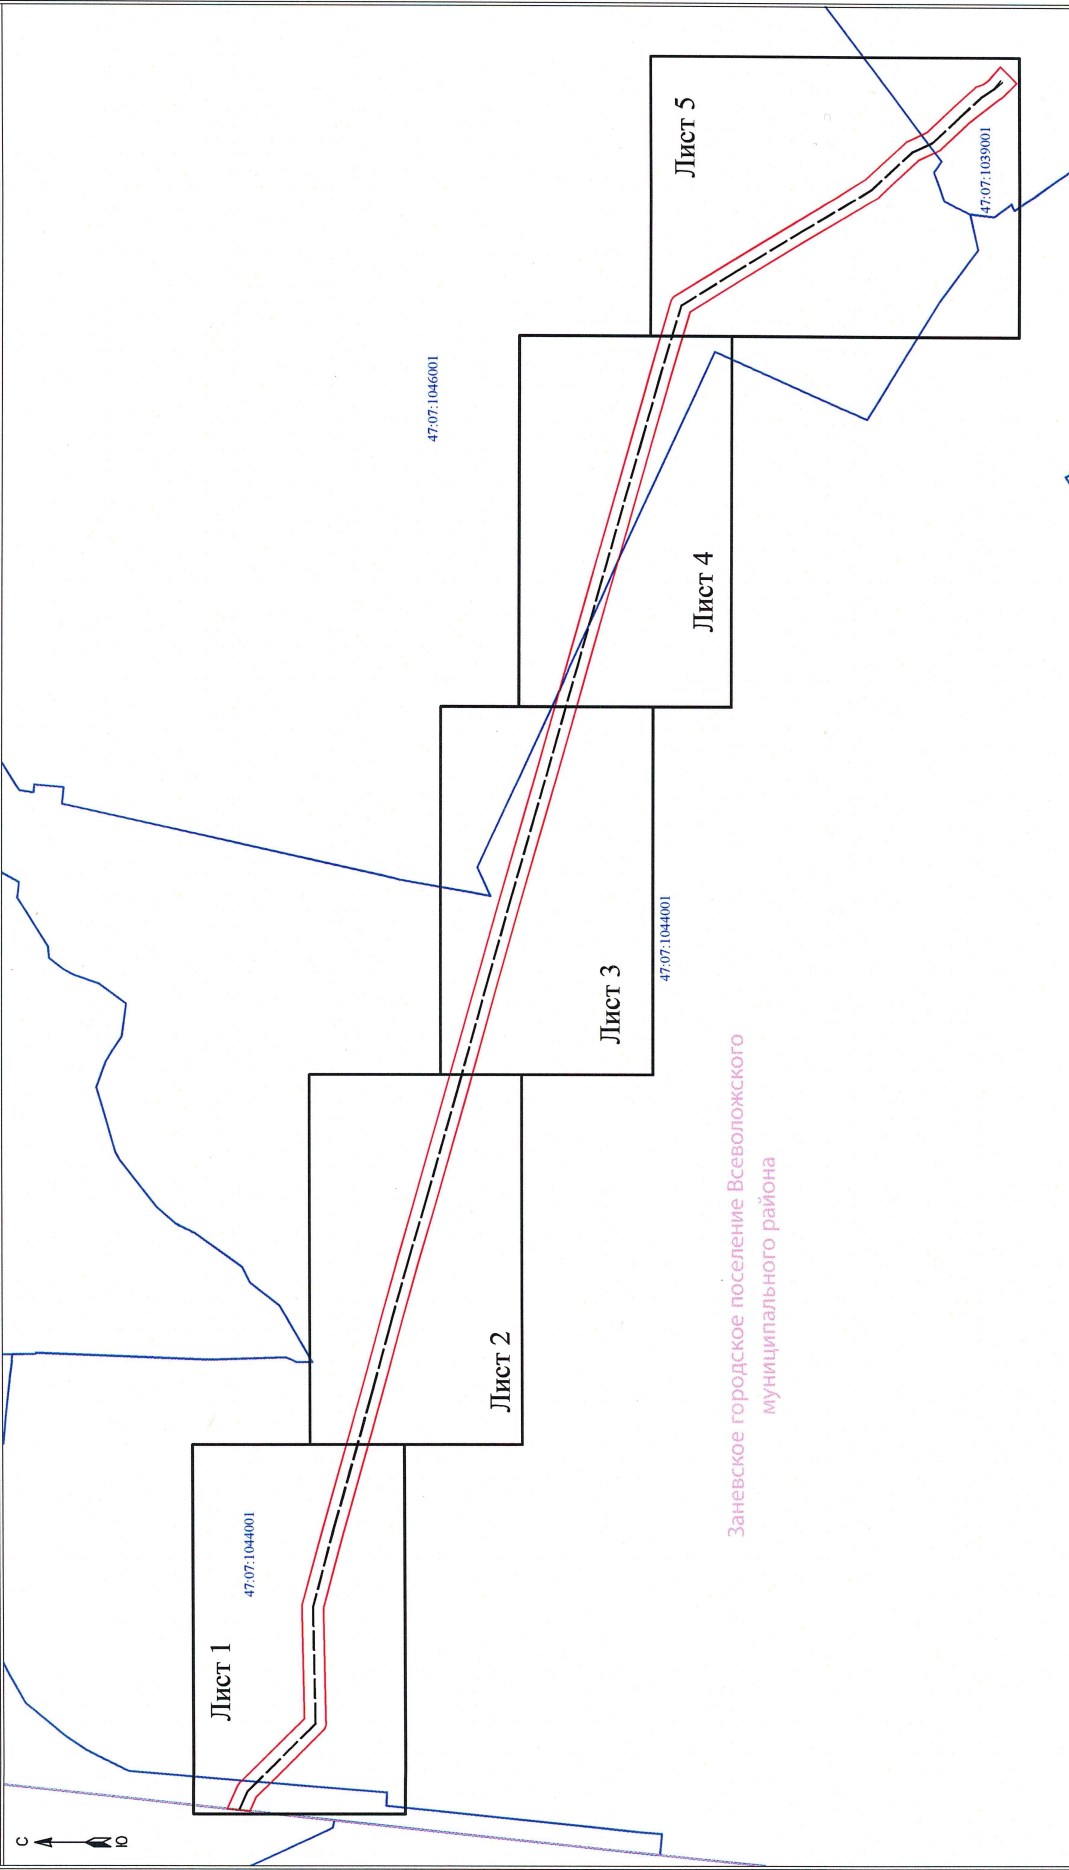 С
Ю
Лист 1
47:07:1044001
Лист 2
Лист 3
47:07:1044001
Лист 4
47:07:1046001
Лист 5
47:07:1039001
Заневское городское поселение Всеволожского
муниципального района